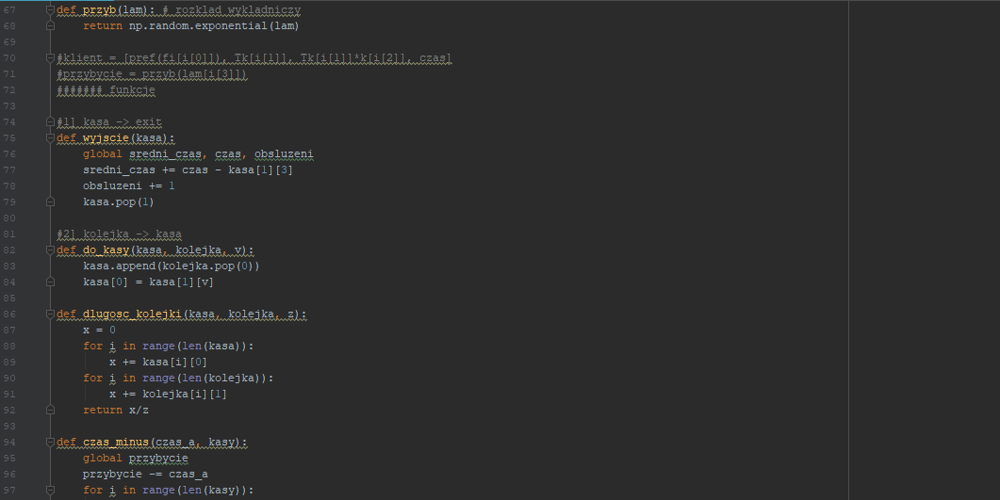 67 def przyb(lam): # rozklad wykladniczy
68     return np.random.exponential(lam)
69
70 #klient = [pref(fi[i[0]]), Tk[i[1]], Tk[i[1]]*k[i[2]], czas]
71 #przybycie = przyb(lam[i[3]])
72 ####### funkcje
73
74 #1] kasa -> exit
75 def wyjscie(kasa):
76     global sredni_czas, czas, obsluzeni
77     sredni_czas += czas - kasa[1][3]
78     obsluzeni += 1
79     kasa.pop(1)
80
81 #2] kolejka -> kasa
82 def do_kasy(kasa, kolejka, v):
83     kasa.append(kolejka.pop(0))
84     kasa[0] = kasa[1][v]
85
86 def dlugosc_kolejki(kasa, kolejka, z):
87     x = 0
88     for i in range(len(kasa)):
89         x += kasa[i][0]
90     for i in range(len(kolejka)):
91         x += kolejka[i][1]
92     return x/z
93
94 def czas_minus(czas_a, kasy):
95     global przybycie
96     przybycie -= czas_a
97     for i in range(len(kasy)):